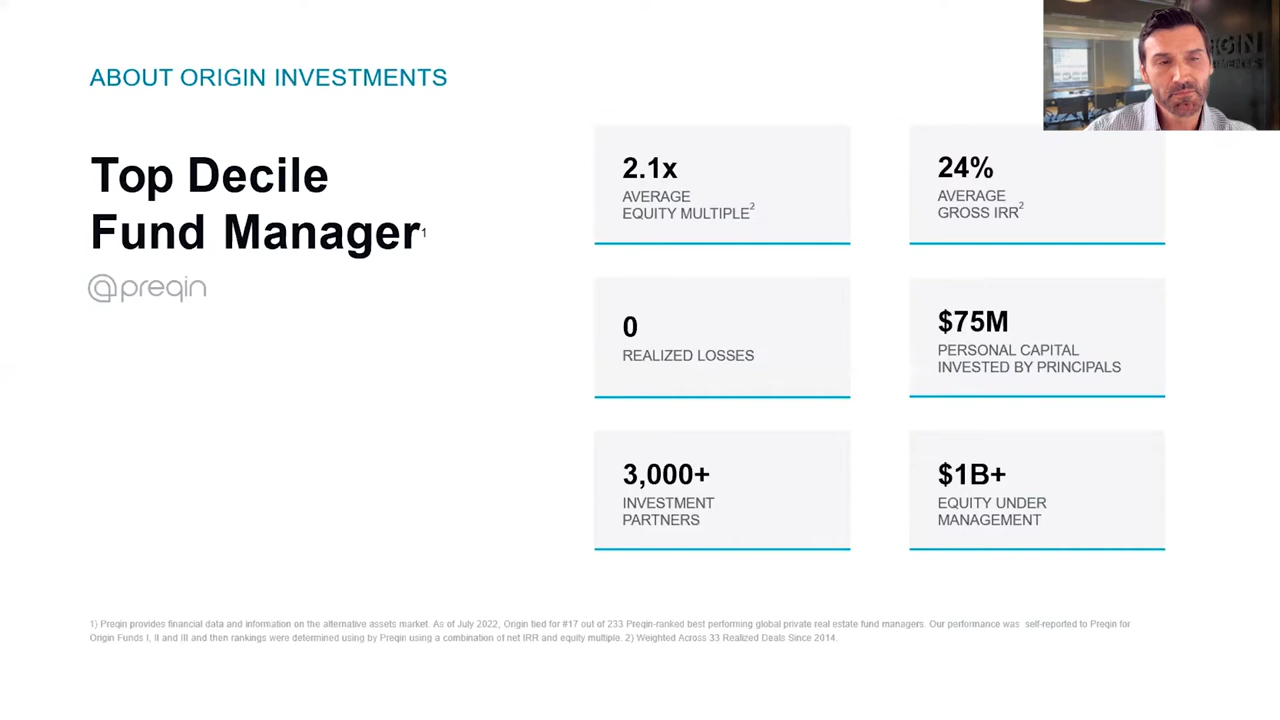 ABOUT ORIGIN INVESTMENTS
Top Decile
Fund Manager1
preqin
2.1x
AVERAGE
EQUITY MULTIPLE2
24%
AVERAGE
GROSS IRR2
0
REALIZED LOSSES
$75M
PERSONAL CAPITAL
INVESTED BY PRINCIPALS
3,000+
INVESTMENT
PARTNERS
$1B+
EQUITY UNDER
MANAGEMENT
1) Preqin provides financial data and information on the alternative assets market. As of July 2022, Origin tied for #17 out of 233 Preqin-ranked best performing global private real estate fund managers. Our performance was self-reported to Preqin for
Origin Funds I, II and III and then rankings were determined using by Preqin using a combination of net IRR and equity multiple. 2) Weighted Across 33 Realized Deals Since 2014.